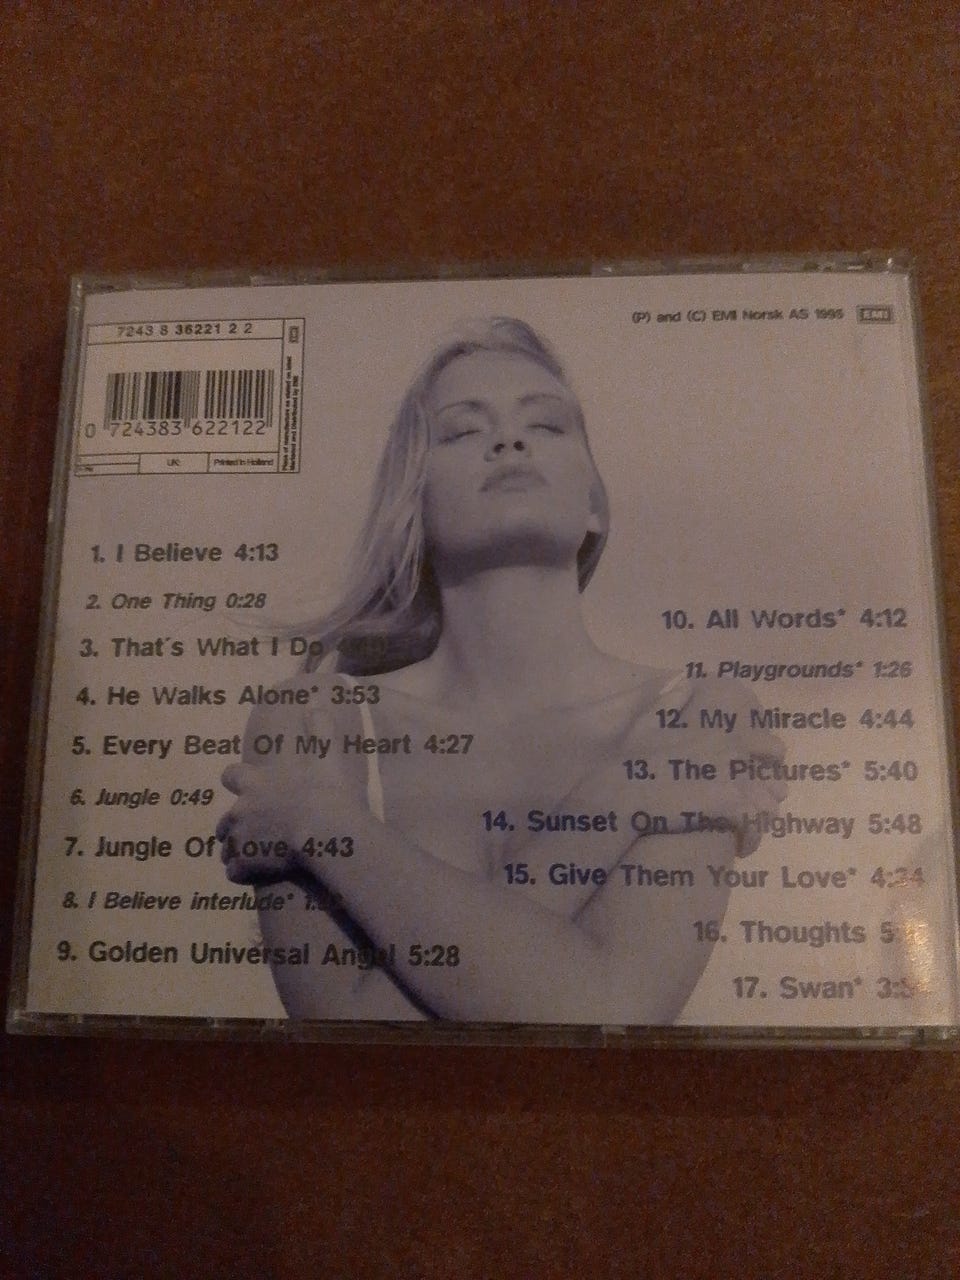 7243 8 36221 2 2
0 724383 622122
UK:
Printed in Holland
(P) and (C) EMI Norsk AS 1995 EMI
1. I Believe 4:13
2. One Thing 0:28
3. That's What I Do
4. He Walks Alone* 3:53
5. Every Beat Of My Heart 4:27
6. Jungle 0:49
7. Jungle Of Love 4:43
8. I Believe interlude*
9. Golden Universal Angel 5:28
10. All Words* 4:12
11. Playgrounds* 1:26
12. My Miracle 4:44
13. The Pictures* 5:40
14. Sunset On The Highway 5:48
15. Give Them Your Love* 4:34
16. Thoughts
17. Swan*